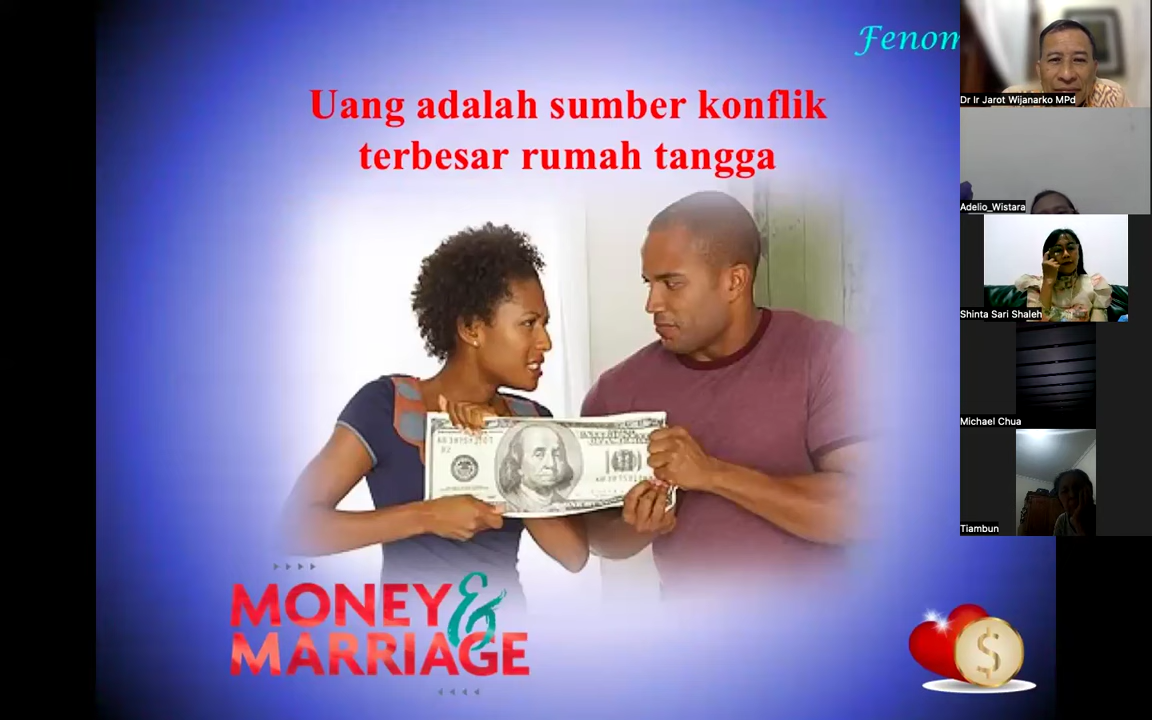 Fenom
Uang adalah sumber konflik
terbesar rumah tangga
MONEY &
MARRIAGE
$
Dr Ir Jarot Wijanarko MPd
Adelio_Wistara
Shinta Sari Shaleh
Michael Chua
Tiambun